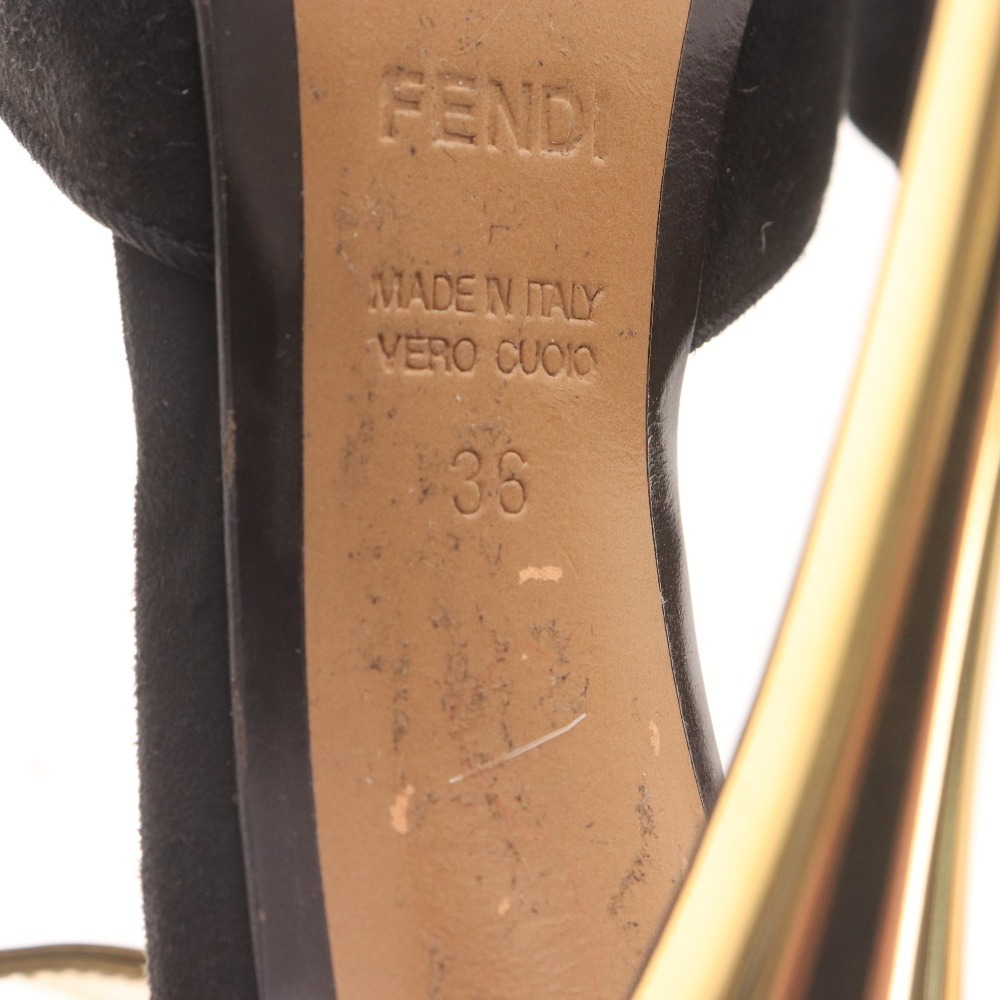 FENDI
MADE IN ITALY
VERO CUOIO
36